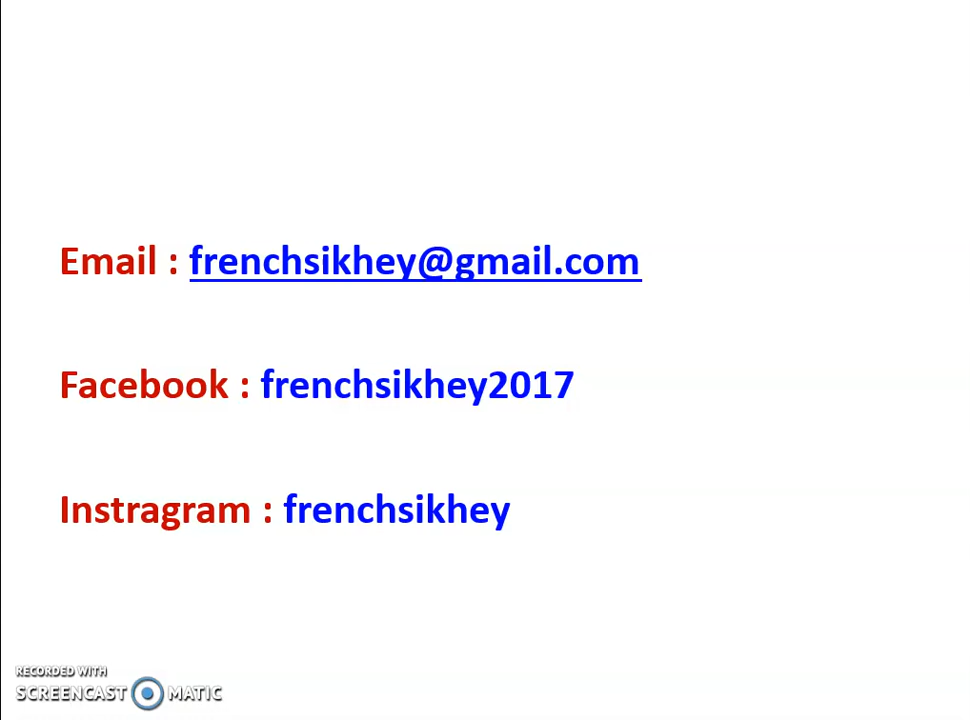 Email : frenchsikhey@gmail.com
Facebook : frenchsikhey2017
Instragram : frenchsikhey
RECORDED WITH
SCREENCAST MATIC